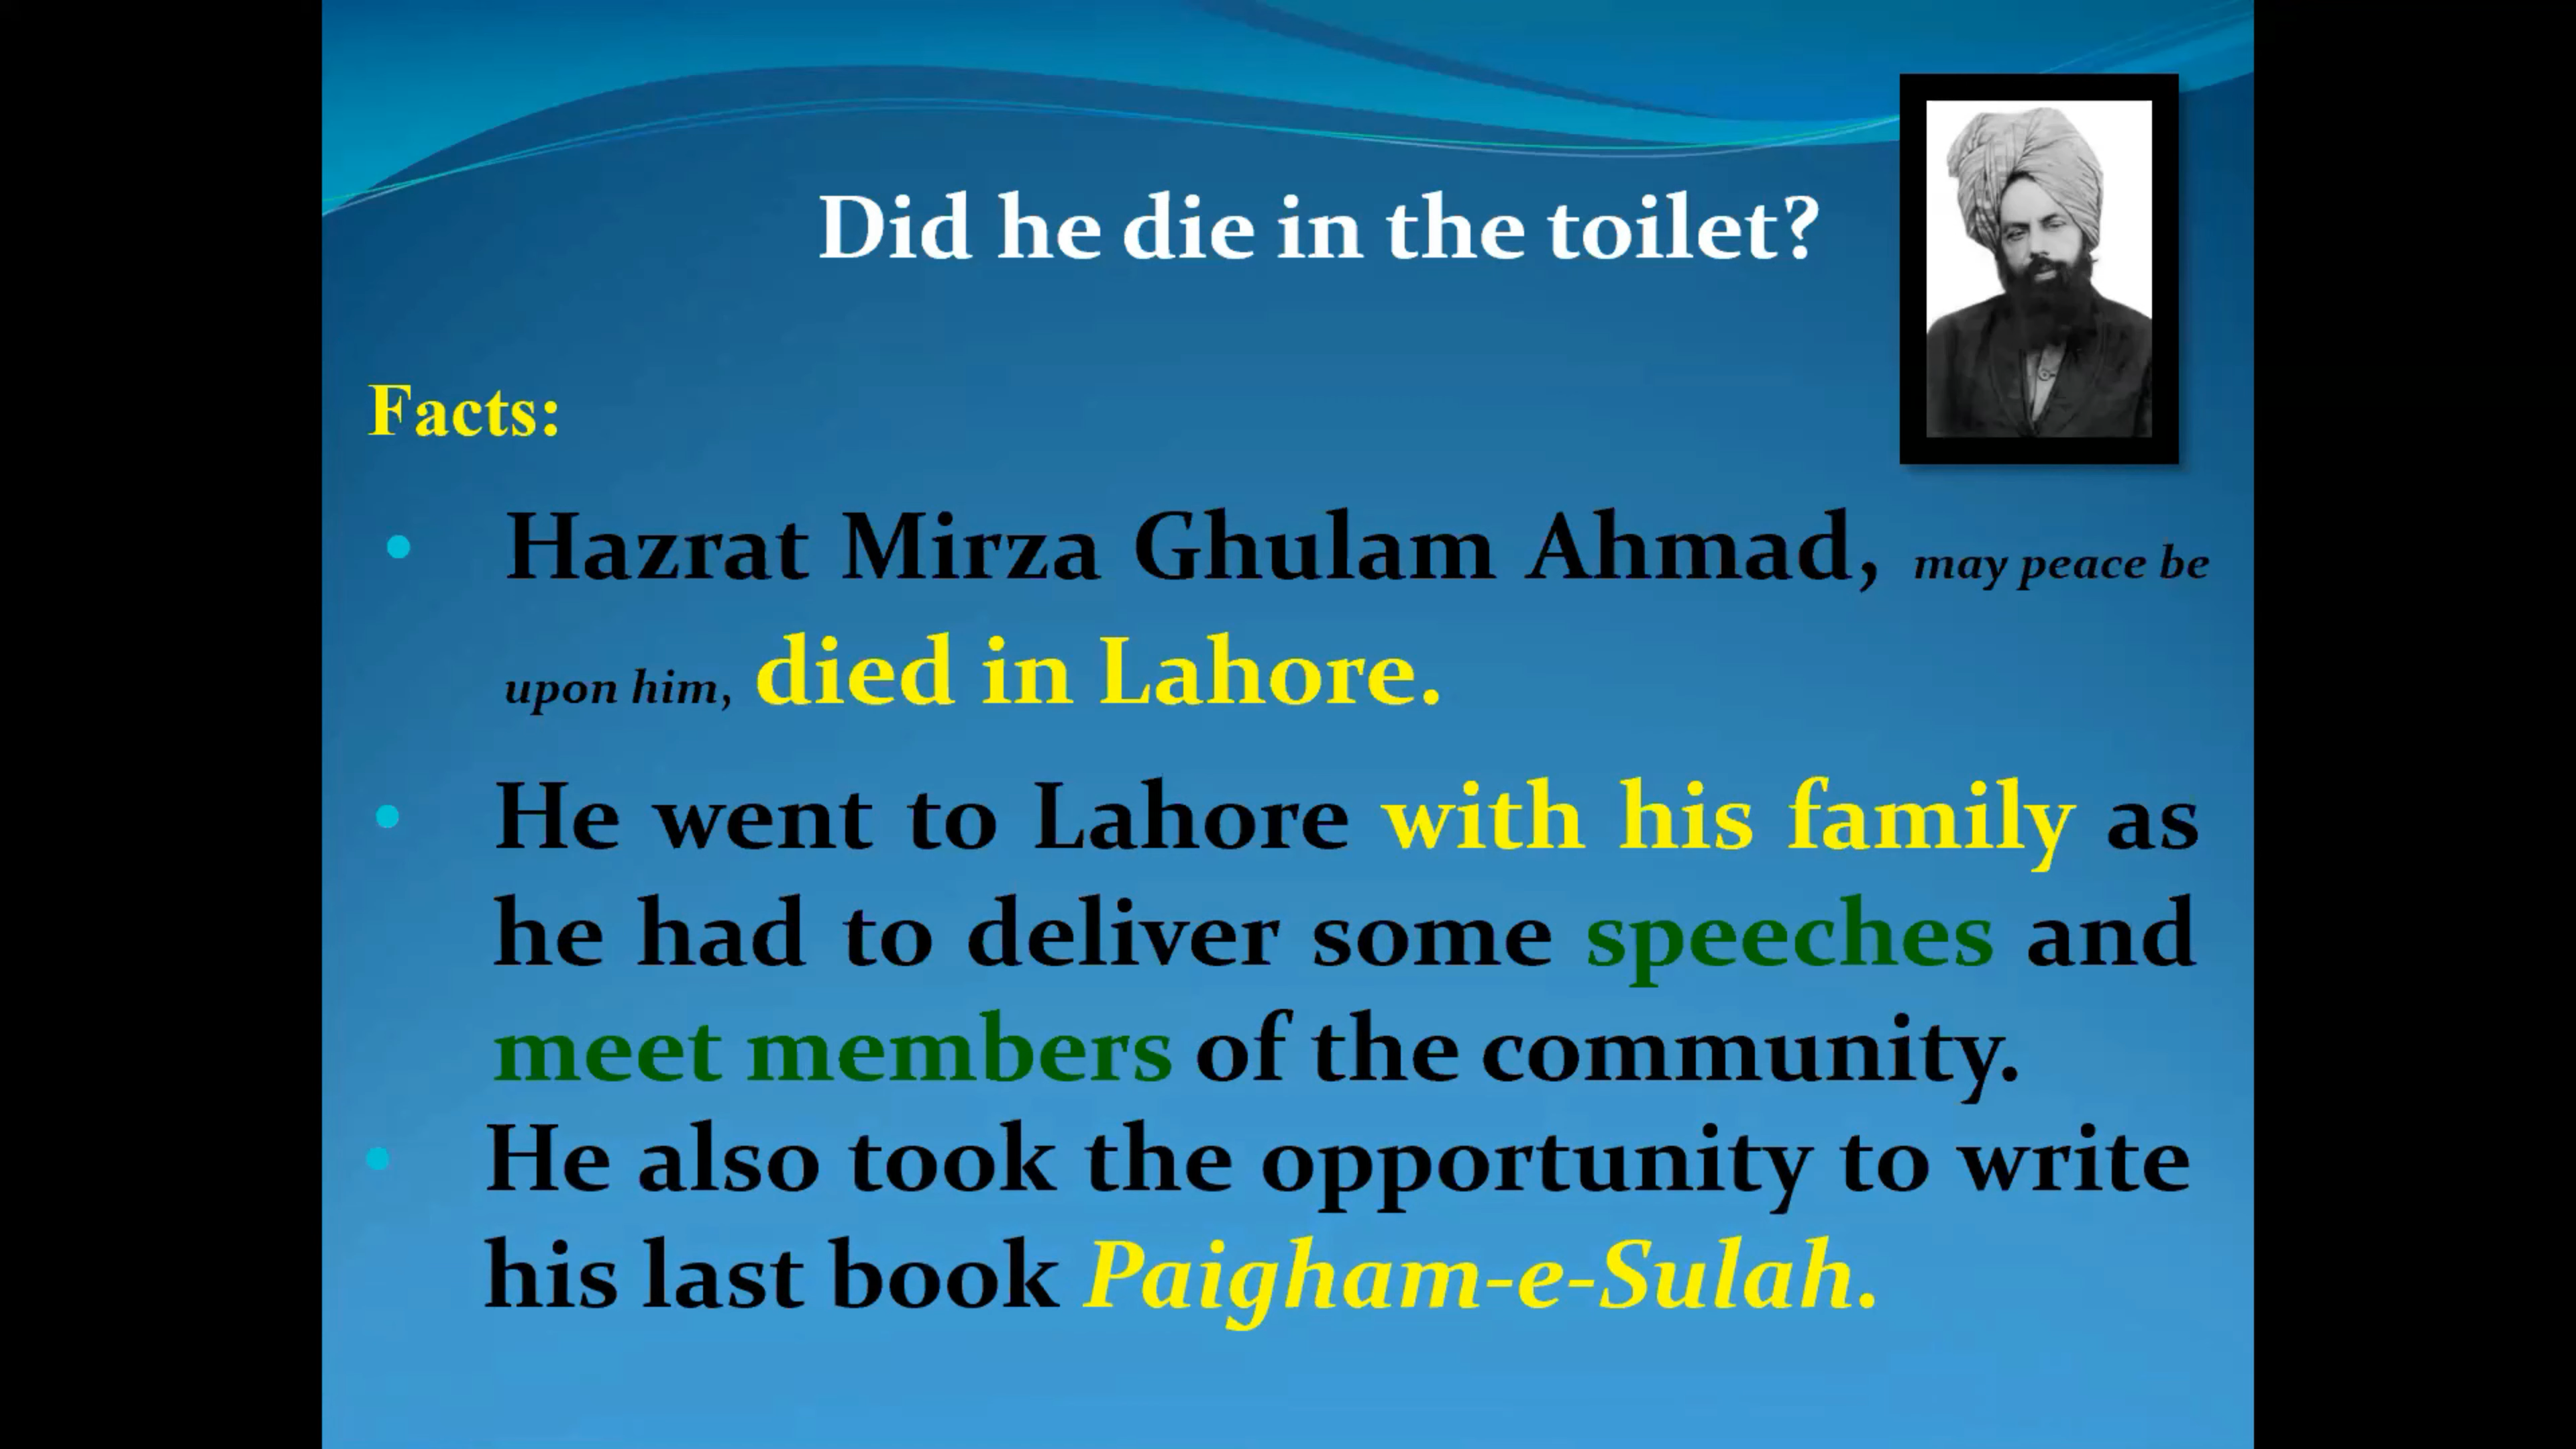 Did he die in the toilet?
Facts:
• Hazrat Mirza Ghulam Ahmad, may peace be
upon him, died in Lahore.
• He went to Lahore with his family as
he had to deliver some speeches and
meet members of the community.
• He also took the opportunity to write
his last book Paigham-e-Sulah.